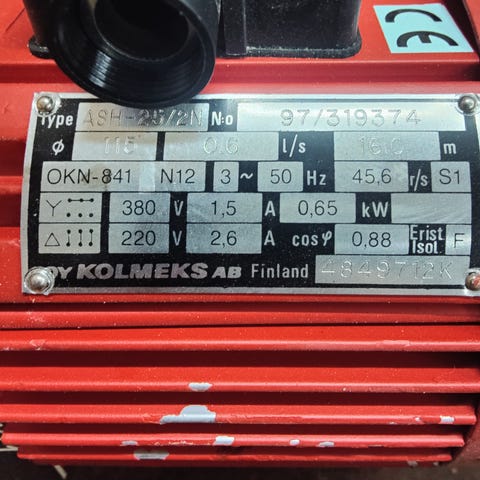 CE
Type ASH-25/2N N:o 97/319374
φ 115 0.6 l/s 16.0 m
OKN-841 N12 3~ 50 Hz 45,6 r/s S1
Y 380 V 1,5 A 0,65 kW
Δ 220 V 2,6 A cosφ 0,88 Erist. Isol. F
OY KOLMEKS AB Finland 4849712K